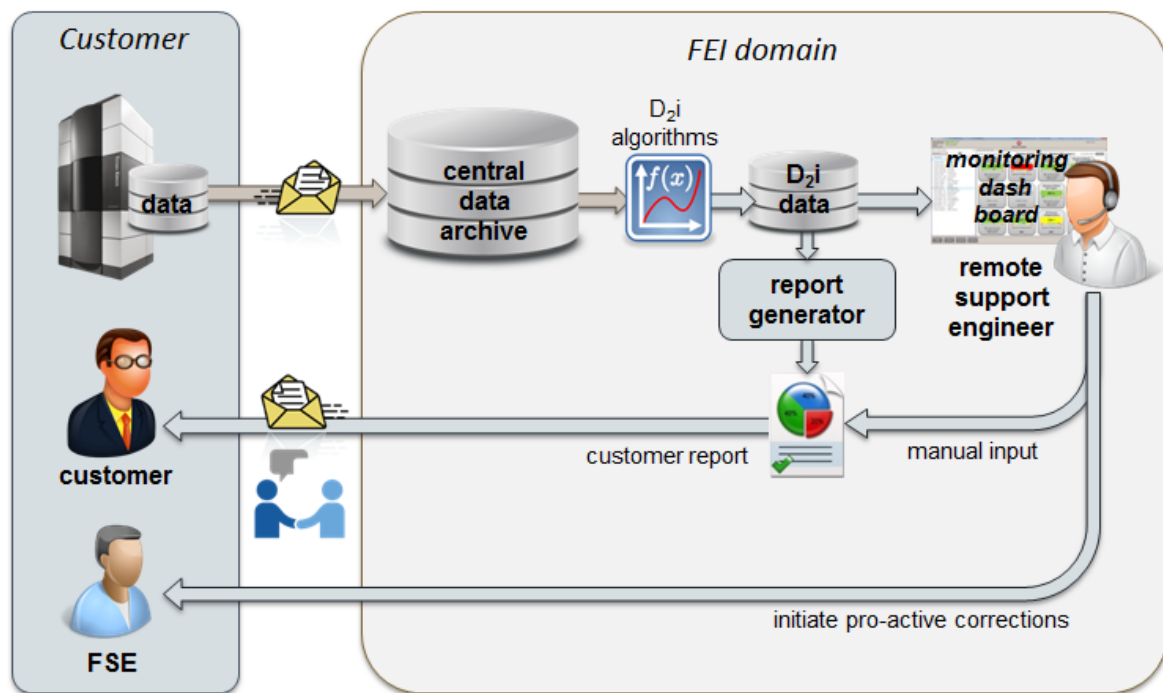 Customer
FEI domain
D₂i
algorithms
data
central
data
archive
f(x)
D₂i
data
monitoring
dash
board
report
generator
remote
support
engineer
customer
customer report
manual input
FSE
initiate pro-active corrections